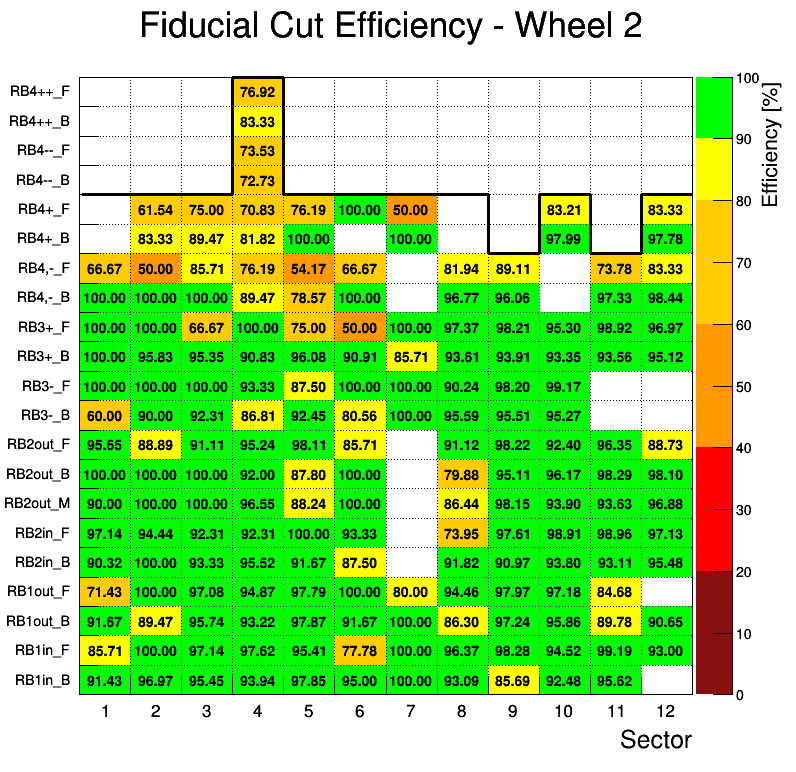 Fiducial Cut Efficiency - Wheel 2
RB4++_F 76.92 100 Efficiency [%]
RB4++_B 83.33
RB4--_F 73.53 90
RB4--_B 72.73
RB4+_F 61.54 75.00 70.83 76.19 100.00 50.00 83.21 83.33 80
RB4+_B 83.33 89.47 81.82 100.00 100.00 97.99 97.78
RB4,-_F 66.67 50.00 85.71 76.19 54.17 66.67 81.94 89.11 73.78 83.33 70
RB4,-_B 100.00 100.00 100.00 89.47 78.57 100.00 96.77 96.06 97.33 98.44
RB3+_F 100.00 100.00 66.67 100.00 75.00 50.00 100.00 97.37 98.21 95.30 98.92 96.97 60
RB3+_B 100.00 95.83 95.35 90.83 96.08 90.91 85.71 93.61 93.91 93.35 93.56 95.12
RB3-_F 100.00 100.00 100.00 93.33 87.50 100.00 100.00 90.24 98.20 99.17 50
RB3-_B 60.00 90.00 92.31 86.81 92.45 80.56 100.00 95.59 95.51 95.27
RB2out_F 95.65 88.89 91.11 95.24 98.11 85.71 91.12 98.22 92.40 96.35 88.73 40
RB2out_B 100.00 100.00 100.00 92.00 87.80 100.00 79.88 95.11 96.17 98.29 98.10
RB2out_M 90.00 100.00 100.00 96.55 88.24 100.00 86.44 98.15 93.90 93.63 96.88 30
RB2in_F 97.14 94.44 92.31 92.31 100.00 93.33 73.95 97.61 98.91 98.96 97.13
RB2in_B 90.32 100.00 93.33 95.52 91.67 87.50 91.82 90.97 93.80 93.11 95.48 20
RB1out_F 71.43 100.00 97.08 94.87 97.79 100.00 80.00 94.46 97.97 97.18 84.68
RB1out_B 91.67 89.47 95.74 93.22 97.87 91.67 100.00 86.30 97.24 95.86 89.78 90.65 10
RB1in_F 85.71 100.00 97.14 97.62 95.41 77.78 100.00 96.37 98.28 94.52 99.19 93.00
RB1in_B 91.43 96.97 95.45 93.94 97.85 95.00 100.00 93.09 85.69 92.48 95.62 0
1 2 3 4 5 6 7 8 9 10 11 12
Sector